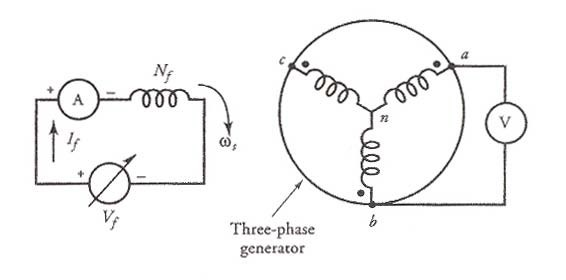 N_f
c
a
+ A −
n
V
I_f
ω_s
+ −
V_f
b
Three-phase
generator